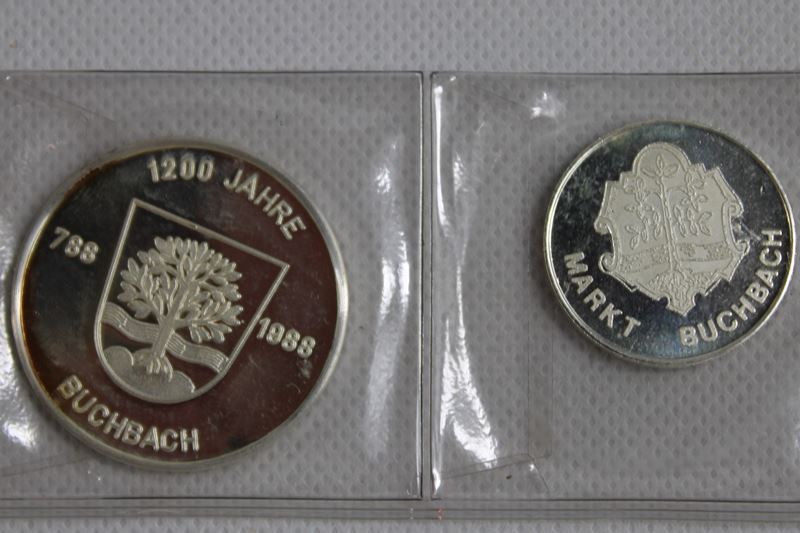 1200 JAHRE
788
1988
BUCHBACH
MARKT BUCHBACH